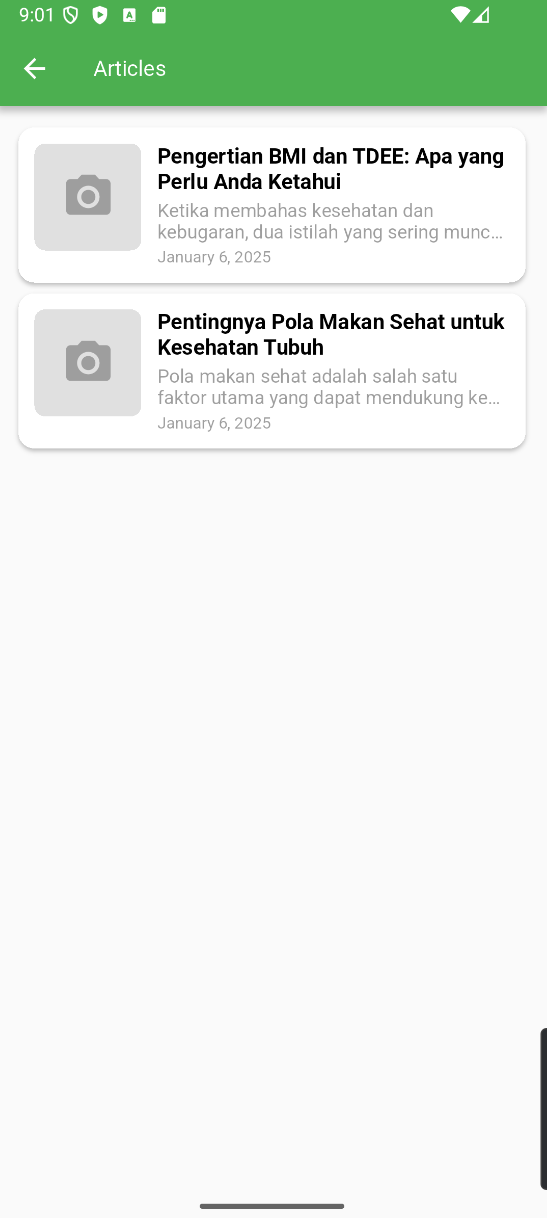 9:01
Articles
Pengertian BMI dan TDEE: Apa yang
Perlu Anda Ketahui
Ketika membahas kesehatan dan
kebugaran, dua istilah yang sering munc...
January 6, 2025
Pentingnya Pola Makan Sehat untuk
Kesehatan Tubuh
Pola makan sehat adalah salah satu
faktor utama yang dapat mendukung ke...
January 6, 2025